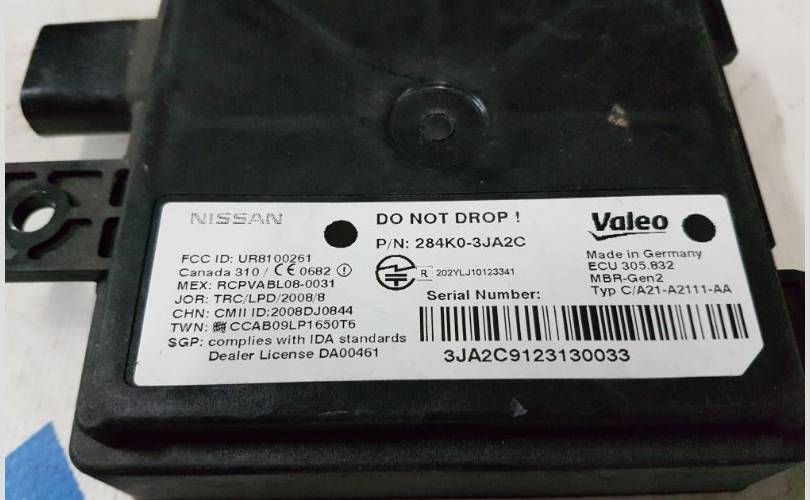 NISSAN
DO NOT DROP !
Valeo
P/N: 284K0-3JA2C
FCC ID: UR8100261
Canada 310 / CE 0682
MEX: RCPVABL08-0031
JOR: TRC/LPD/2008/8
CHN: CMII ID:2008DJ0844
TWN: CCAB09LP1650T6
SGP: complies with IDA standards
Dealer License DA00461
R 202YLJ10123341
Made in Germany
ECU 305.832
MBR-Gen2
Typ C/A21-A2111-AA
Serial Number:
3JA2C9123130033